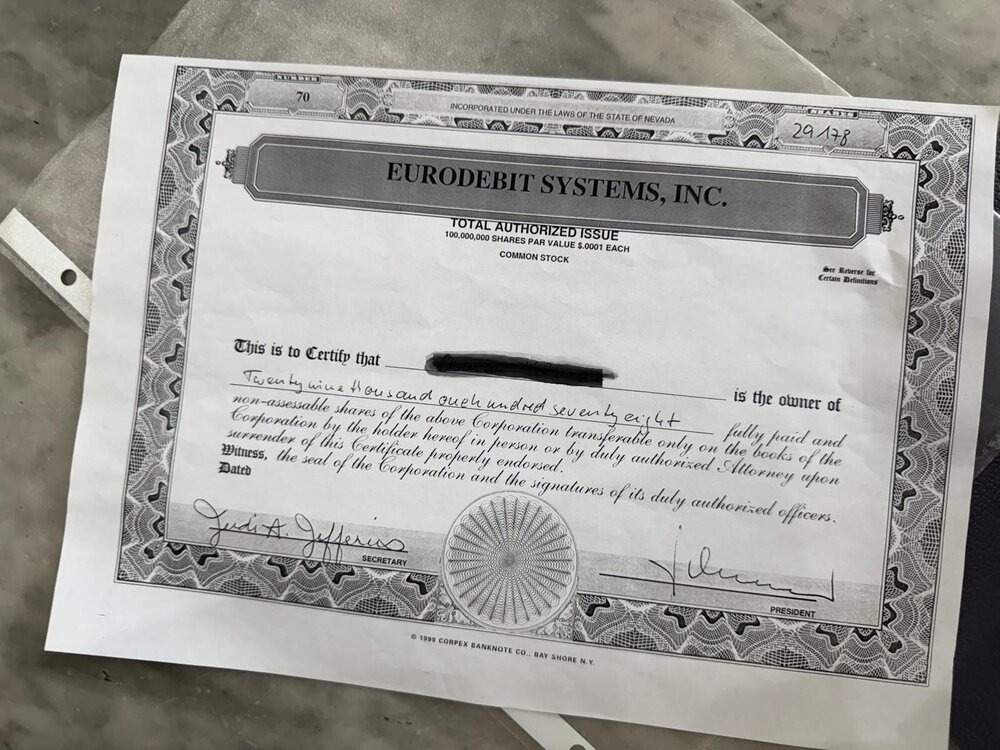 NUMBER
70
INCORPORATED UNDER THE LAWS OF THE STATE OF NEVADA
SHARES
29178
EURODEBIT SYSTEMS, INC.
TOTAL AUTHORIZED ISSUE
100,000,000 SHARES PAR VALUE $.0001 EACH
COMMON STOCK
See Reverse for
Certain Definitions
This is to Certify that
is the owner of
Twenty nine thousand seventy eight
fully paid and
non-assessable shares of the above Corporation transferable only on the books of the
Corporation by the holder hereof in person or by duly authorized Attorney upon
surrender of this Certificate properly endorsed.
Witness, the seal of the Corporation and the signatures of its duly authorized officers.
Dated
Judi A. Jefferiss
SECRETARY
PRESIDENT
© 1999 CORPEX BANKNOTE CO., BAY SHORE N.Y.